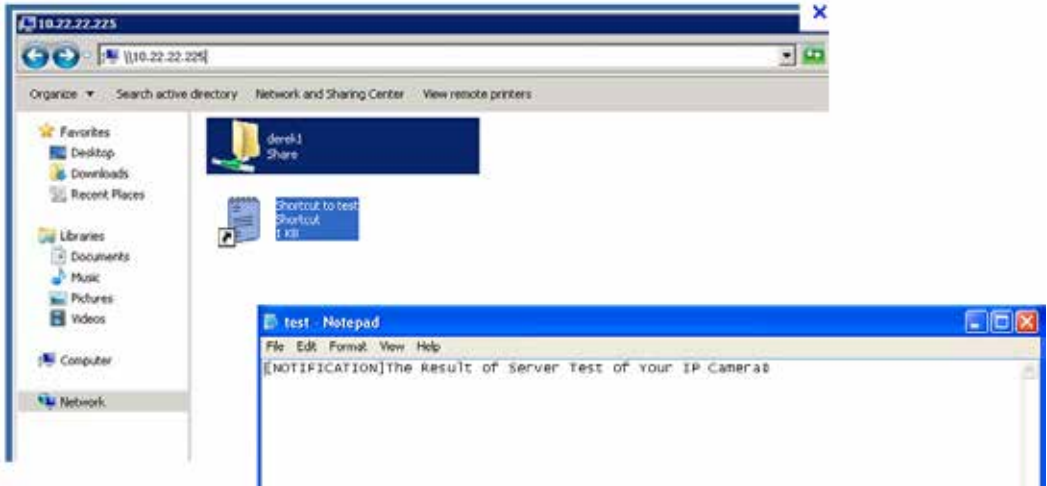 10.22.22.225
\\10.22.22.225
Organize Search active directory Network and Sharing Center View remote printers
Favorites
Desktop
Downloads
Recent Places
Libraries
Documents
Music
Pictures
Videos
Computer
Network
derek1
Share
Shortcut to test
Shortcut
1 KB
test - Notepad
File Edit Format View Help
[NOTIFICATION]The Result of Server Test of Your IP Camera